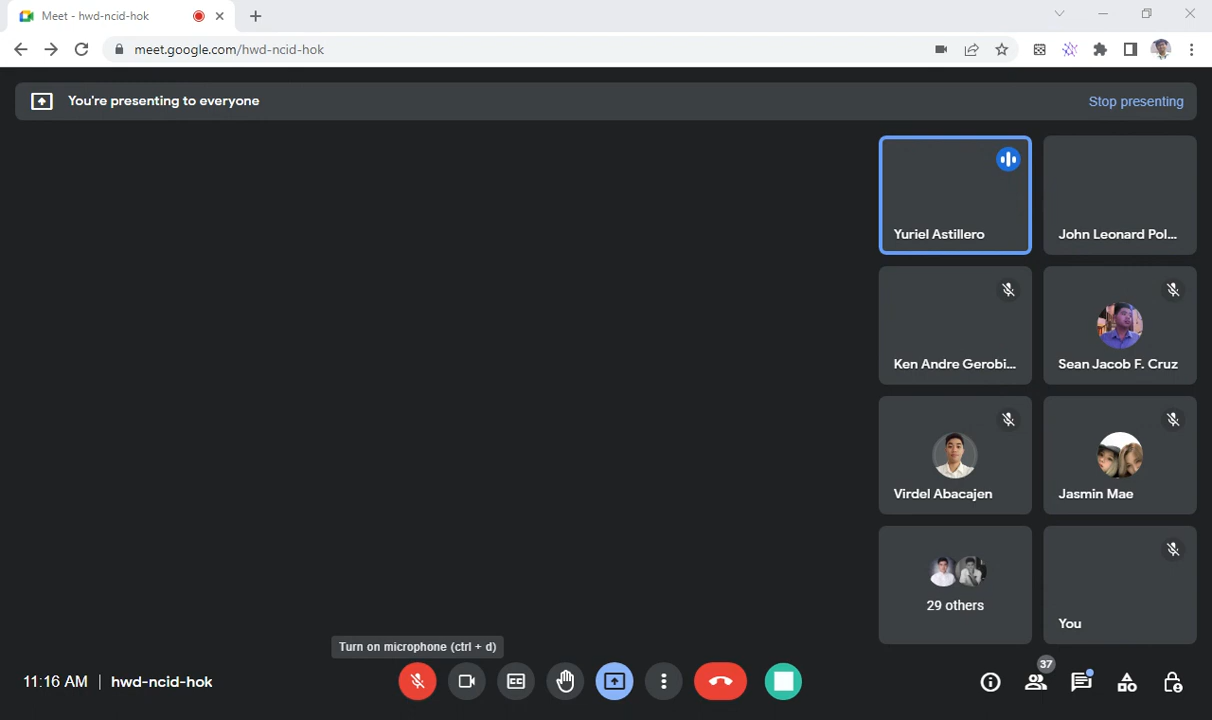 Meet - hwd-ncid-hok
meet.google.com/hwd-ncid-hok
You're presenting to everyone
Stop presenting
Yuriel Astillero
John Leonard Pol...
Ken Andre Gerobi...
Sean Jacob F. Cruz
Virdel Abacajen
Jasmin Mae
29 others
You
Turn on microphone (ctrl + d)
11:16 AM | hwd-ncid-hok
37